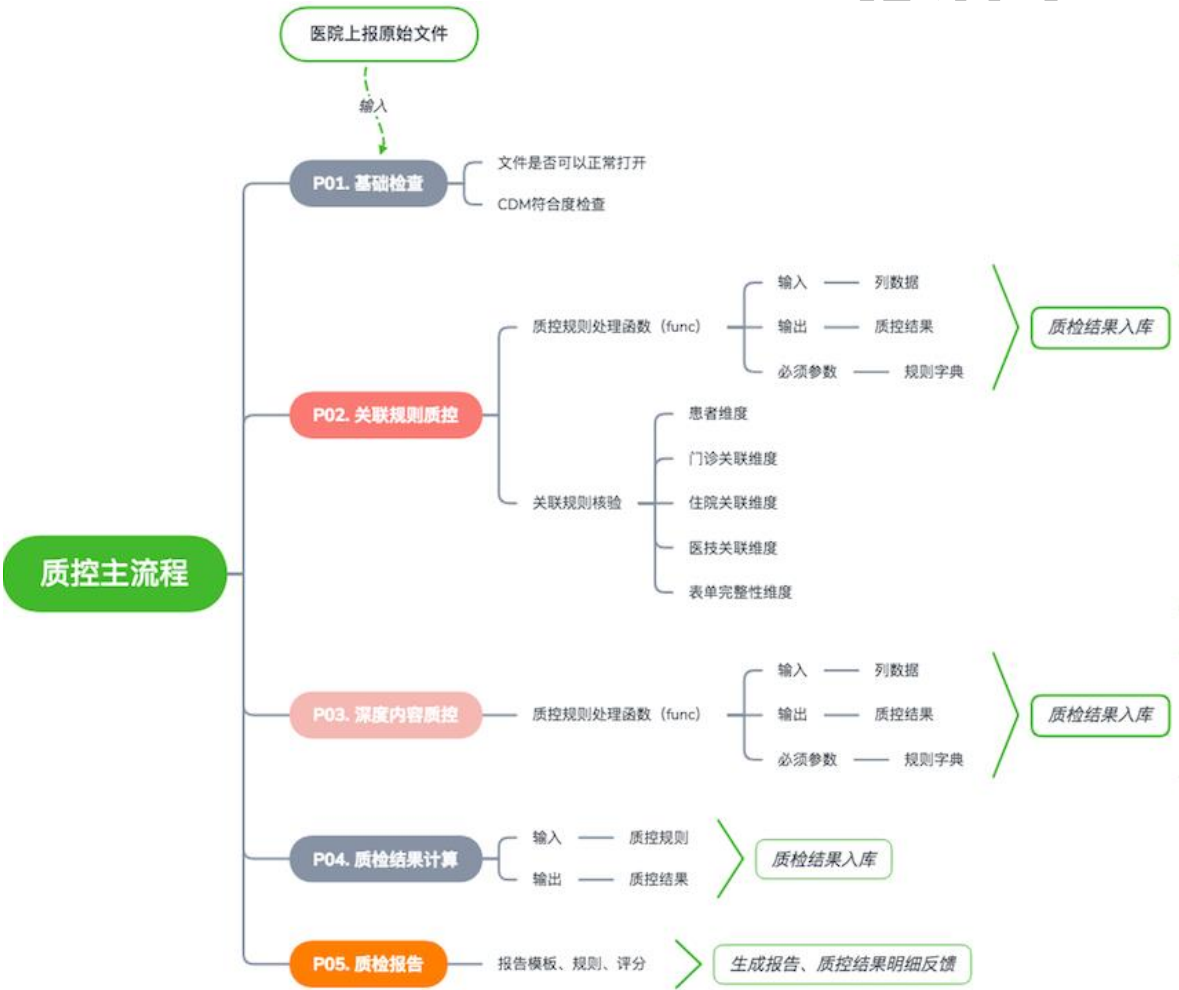 医院上报原始文件
输入
P01. 基础检查
文件是否可以正常打开
CDM符合度检查
质控规则处理函数（func）
输入
列数据
输出
质控结果
必须参数
规则字典
质检结果入库
P02. 关联规则质控
关联规则核验
患者维度
门诊关联维度
住院关联维度
医技关联维度
表单完整性维度
质控主流程
P03. 深度内容质控
质控规则处理函数（func）
输入
列数据
输出
质控结果
必须参数
规则字典
质检结果入库
P04. 质检结果计算
输入
质控规则
输出
质控结果
质检结果入库
P05. 质检报告
报告模板、规则、评分
生成报告、质控结果明细反馈